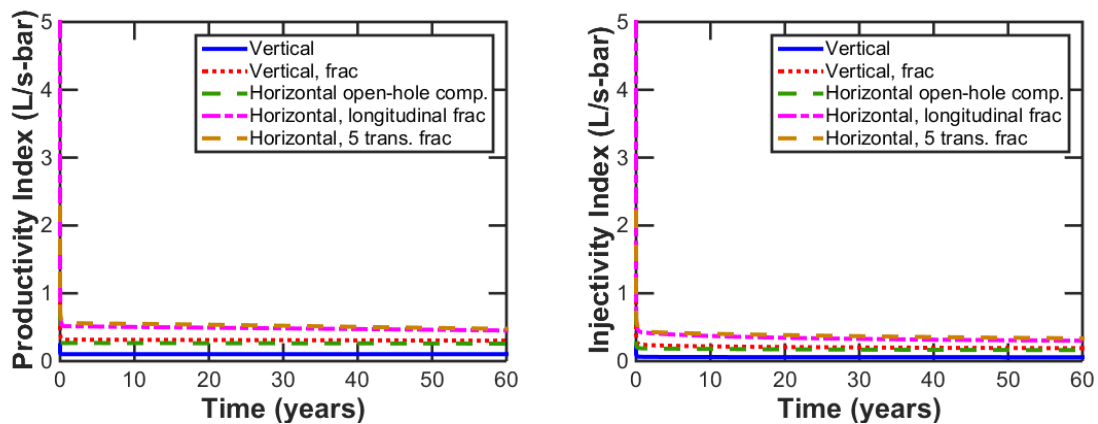 Productivity Index (L/s-bar)
5
4
3
2
1
0
Vertical
Vertical, frac
Horizontal open-hole comp.
Horizontal, longitudinal frac
Horizontal, 5 trans. frac
0 10 20 30 40 50 60
Time (years)
Injectivity Index (L/s-bar)
5
4
3
2
1
0
Vertical
Vertical, frac
Horizontal open-hole comp.
Horizontal, longitudinal frac
Horizontal, 5 trans. frac
0 10 20 30 40 50 60
Time (years)